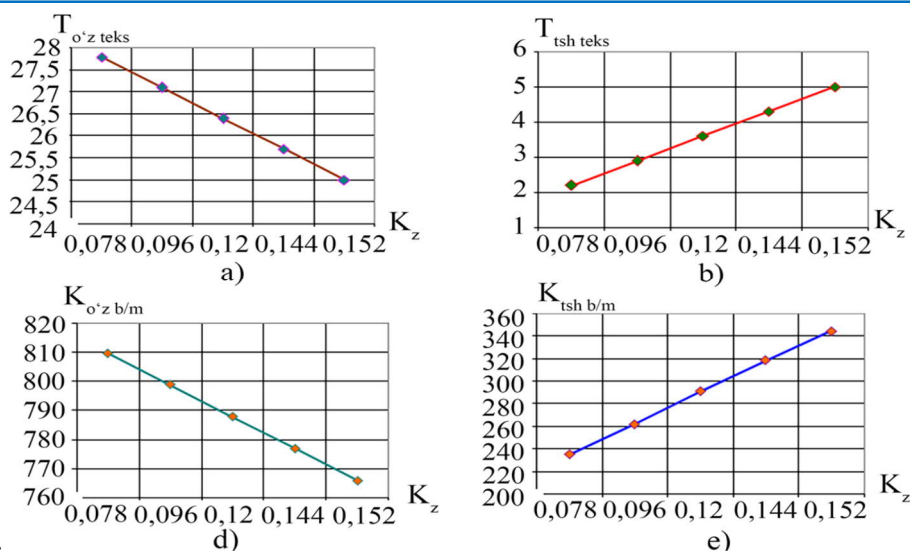 T o‘z teks
28
27,5
27
26,5
26
25,5
25
24,5
24
0,078 0,096 0,12 0,144 0,152 K z
a)
T tsh teks
6
5
4
3
2
1
0,078 0,096 0,12 0,144 0,152 K z
b)
K o‘z b/m
820
810
800
790
780
770
760
0,078 0,096 0,12 0,144 0,152 K z
d)
K tsh b/m
360
340
320
300
280
260
240
220
200
0,078 0,096 0,12 0,144 0,152 K z
e)